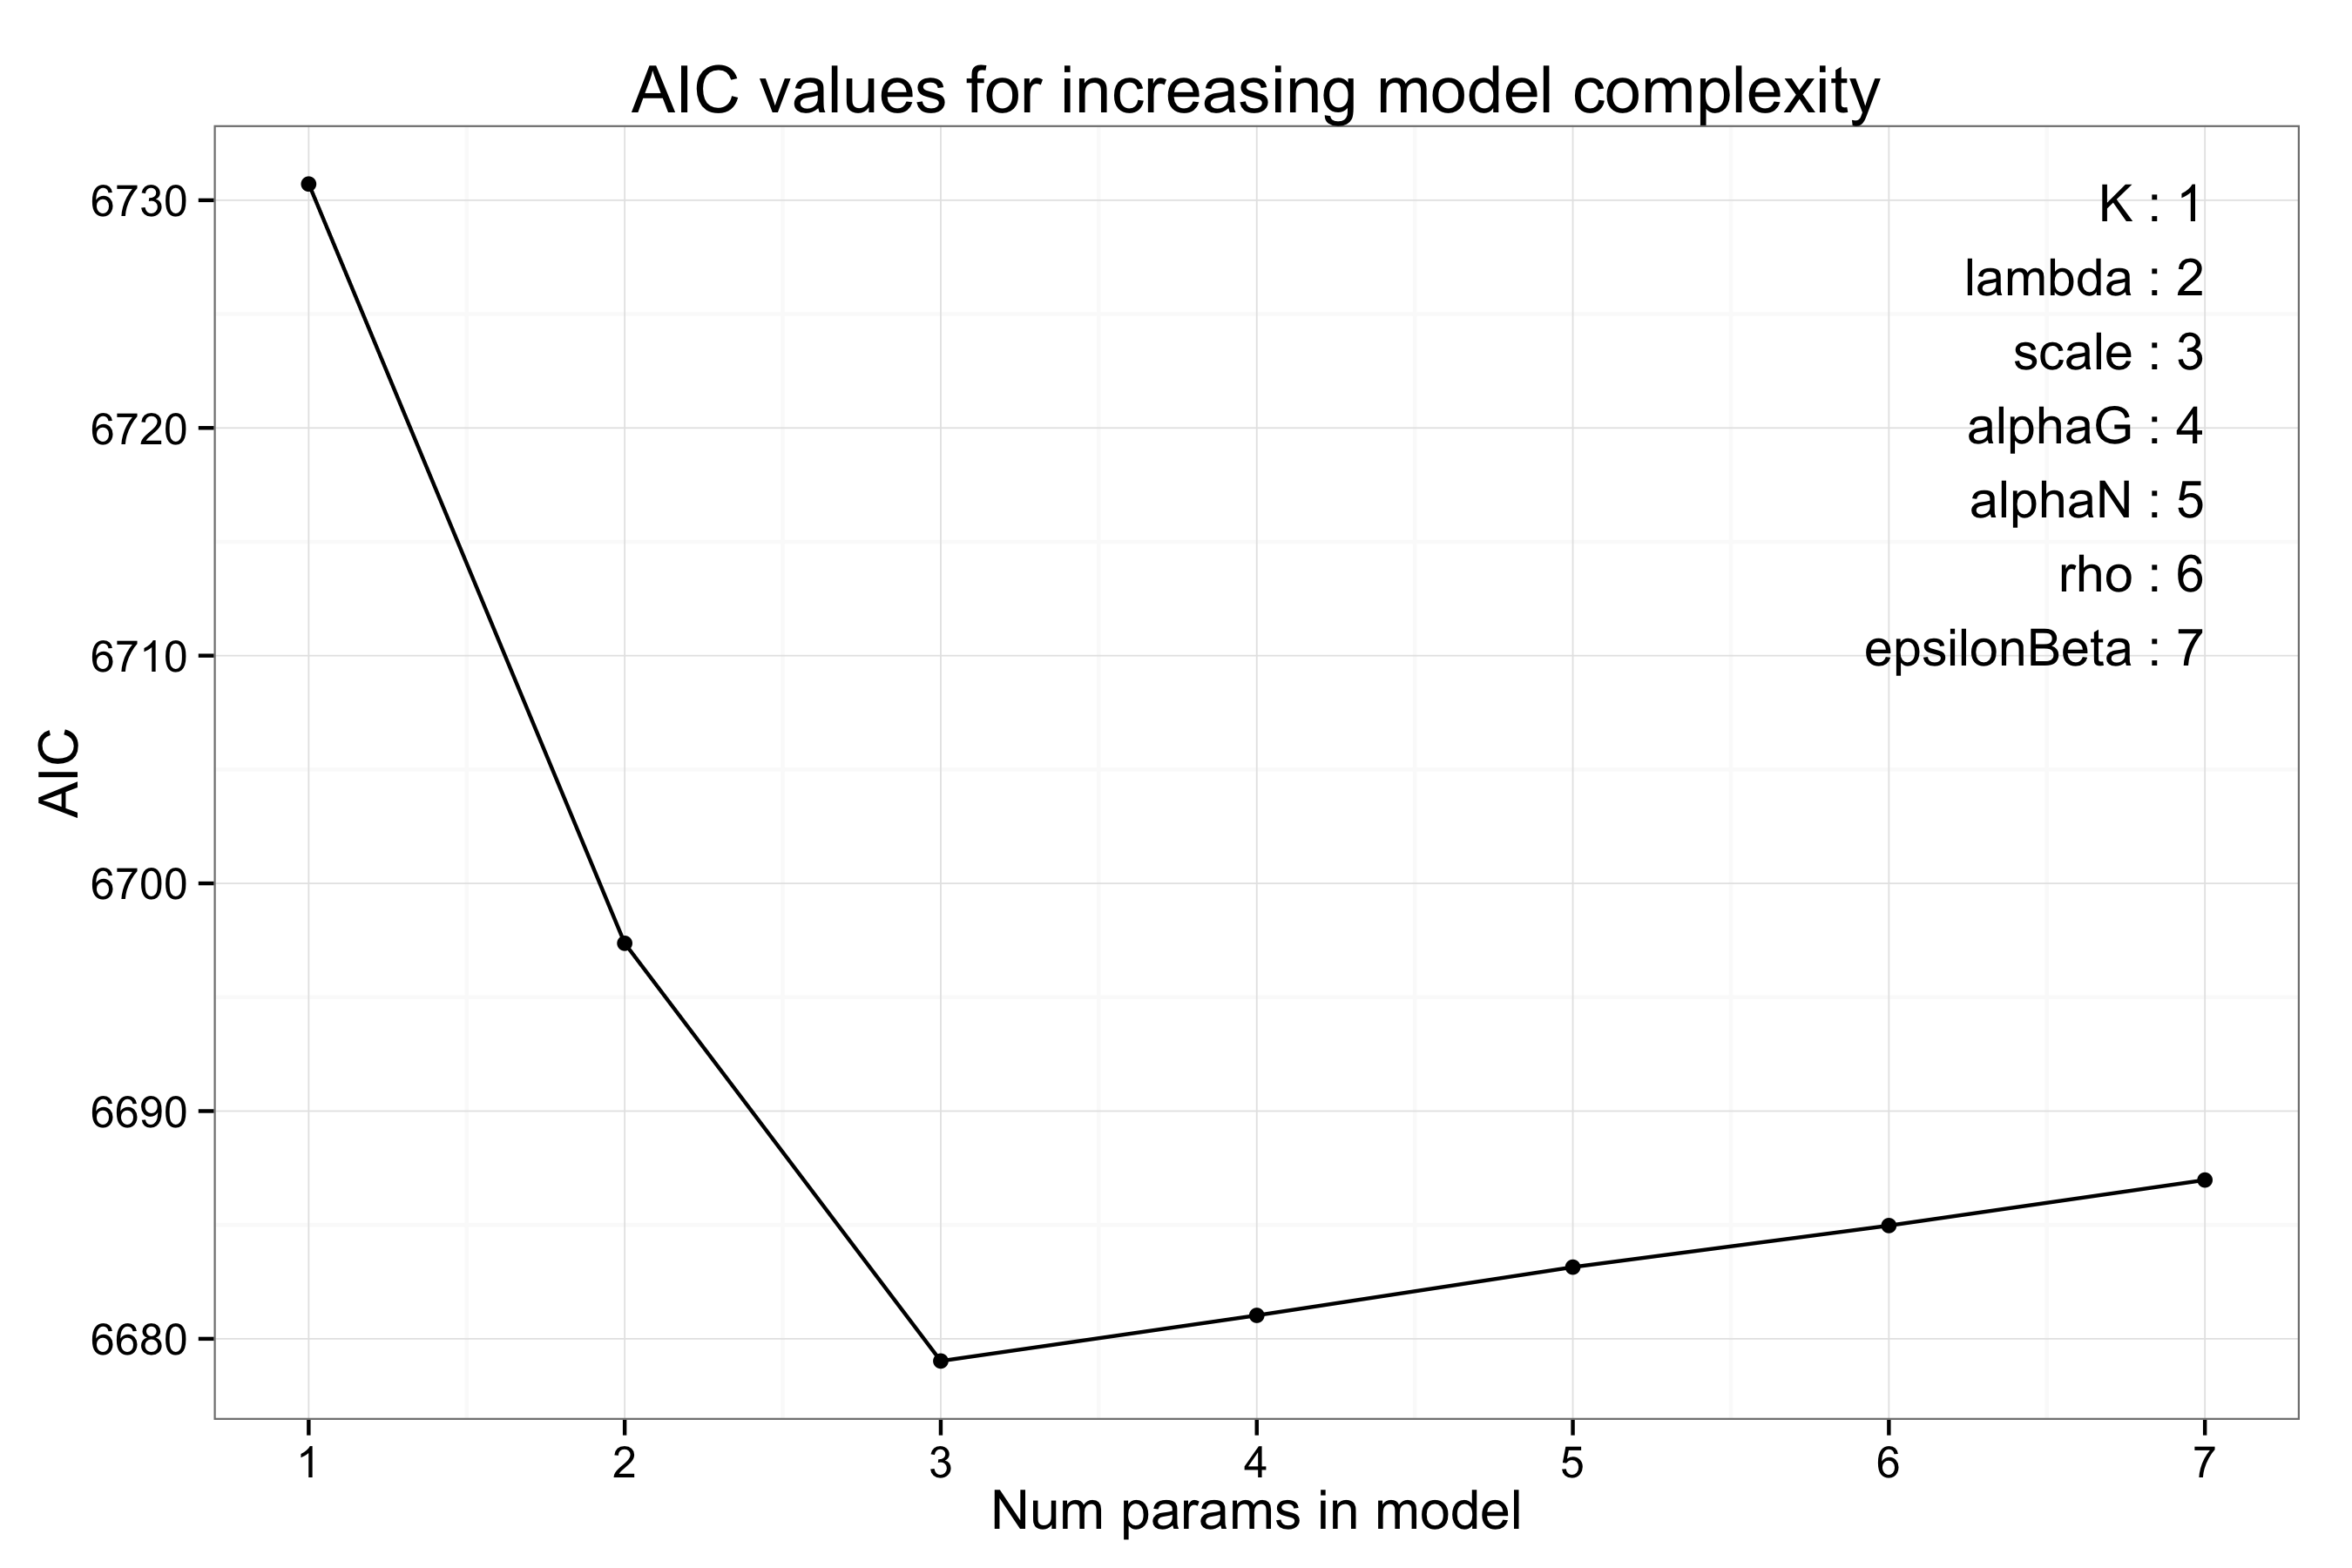 AIC values for increasing model complexity
6730
6720
6710
6700
6690
6680
AIC
K : 1
lambda : 2
scale : 3
alphaG : 4
alphaN : 5
rho : 6
epsilonBeta : 7
1 2 3 4 5 6 7
Num params in model